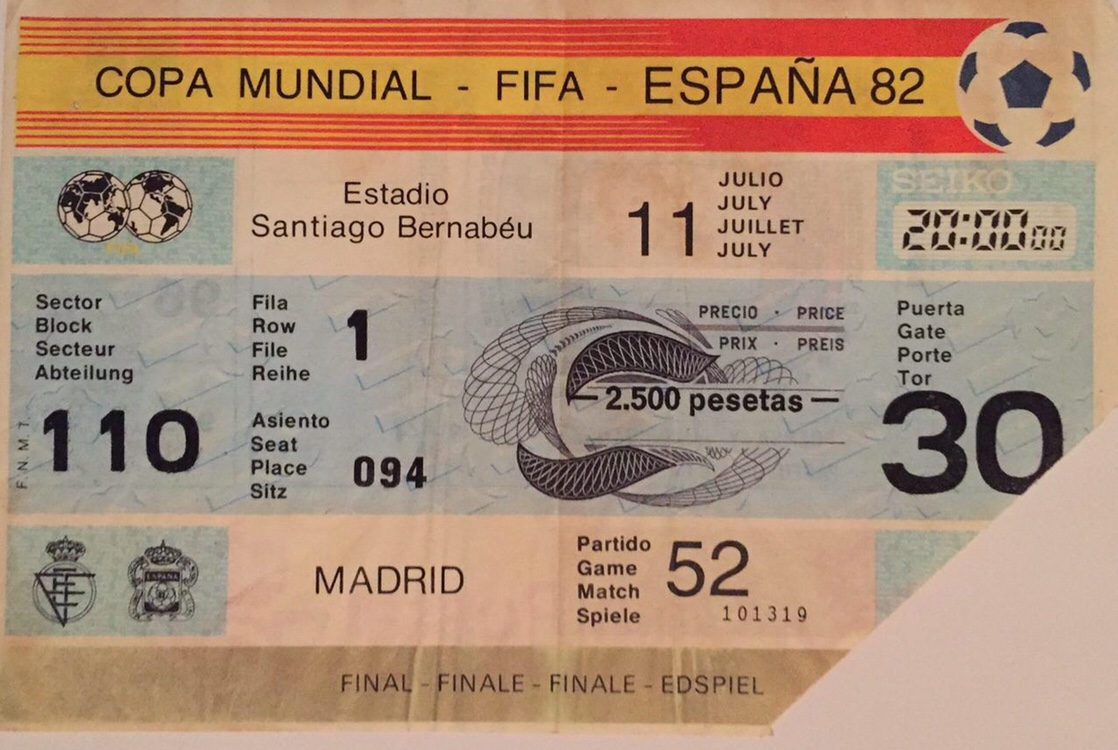 COPA MUNDIAL - FIFA - ESPAÑA 82
Estadio
Santiago Bernabéu
11
JULIO
JULY
JUILLET
JULY
SEIKO
20:00 00
FIFA
Sector
Block
Secteur
Abteilung
110
Fila
Row
File
Reihe
1
Asiento
Seat
Place
Sitz
094
PRECIO · PRICE
PRIX · PREIS
— 2.500 pesetas —
Puerta
Gate
Porte
Tor
30
F.N.M.T.
ESPAÑA
MADRID
Partido
Game
Match
Spiele
52
101319
FINAL - FINALE - FINALE - EDSPIEL